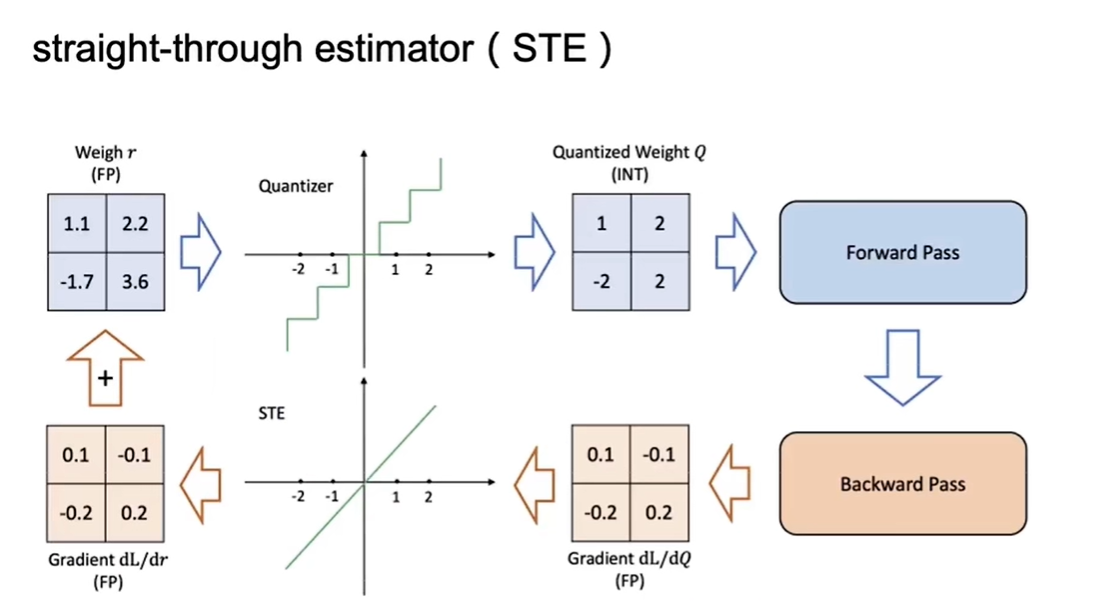 straight-through estimator ( STE )
Weigh r
(FP)
1.1 2.2
-1.7 3.6
Quantizer
-2 -1 1 2
Quantized Weight Q
(INT)
1 2
-2 2
Forward Pass
+
0.1 -0.1
-0.2 0.2
Gradient dL/dr
(FP)
STE
-2 -1 1 2
0.1 -0.1
-0.2 0.2
Gradient dL/dQ
(FP)
Backward Pass